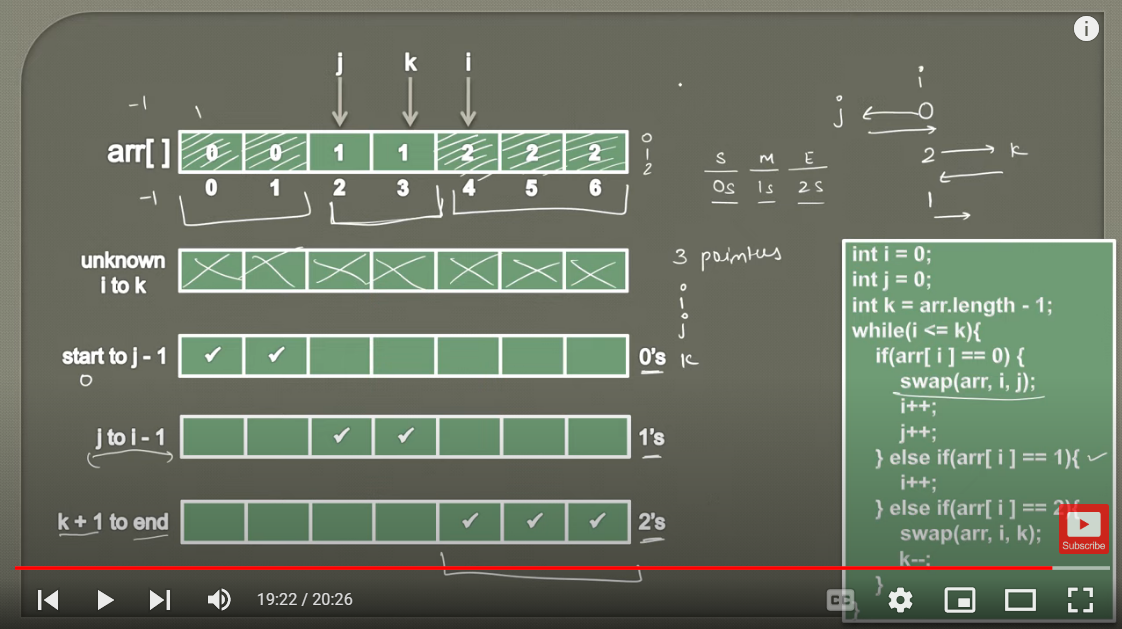 j k i
-1 1
arr[ ] 0 0 1 1 2 2 2
0
1
2
-1 0 1 2 3 4 5 6
S M E
0s 1s 2s
i
j 0
2 k
1
unknown
i to k
3 pointers
i
j
k
start to j - 1 0's
0
j to i - 1 1's
k + 1 to end 2's
int i = 0;
int j = 0;
int k = arr.length - 1;
while(i <= k){
if(arr[ i ] == 0) {
swap(arr, i, j);
i++;
j++;
} else if(arr[ i ] == 1){
i++;
} else if(arr[ i ] == 2){
swap(arr, i, k);
k--;
}
}
Subscribe
19:22 / 20:26
CC